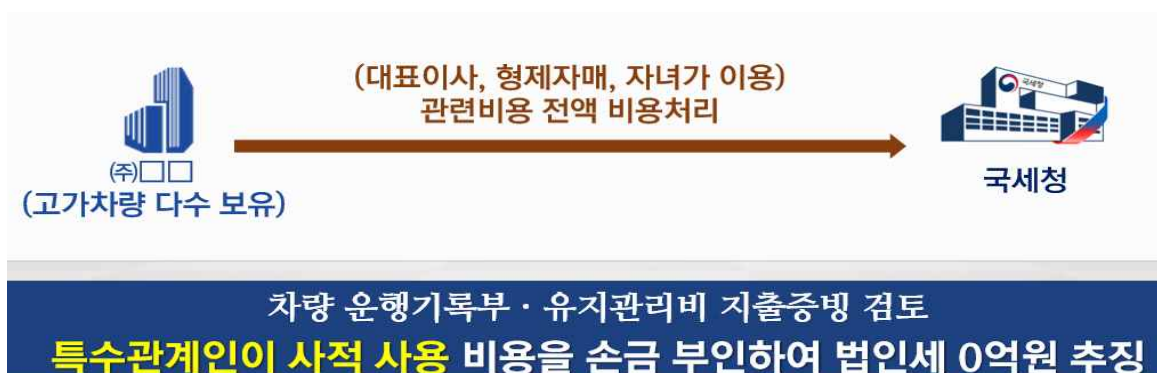 (대표이사, 형제자매, 자녀가 이용)
관련비용 전액 비용처리
국세청
(주)□□
(고가차량 다수 보유)
국세청
차량 운행기록부 · 유지관리비 지출증빙 검토
특수관계인이 사적 사용 비용을 손금 부인하여 법인세 0억원 추징